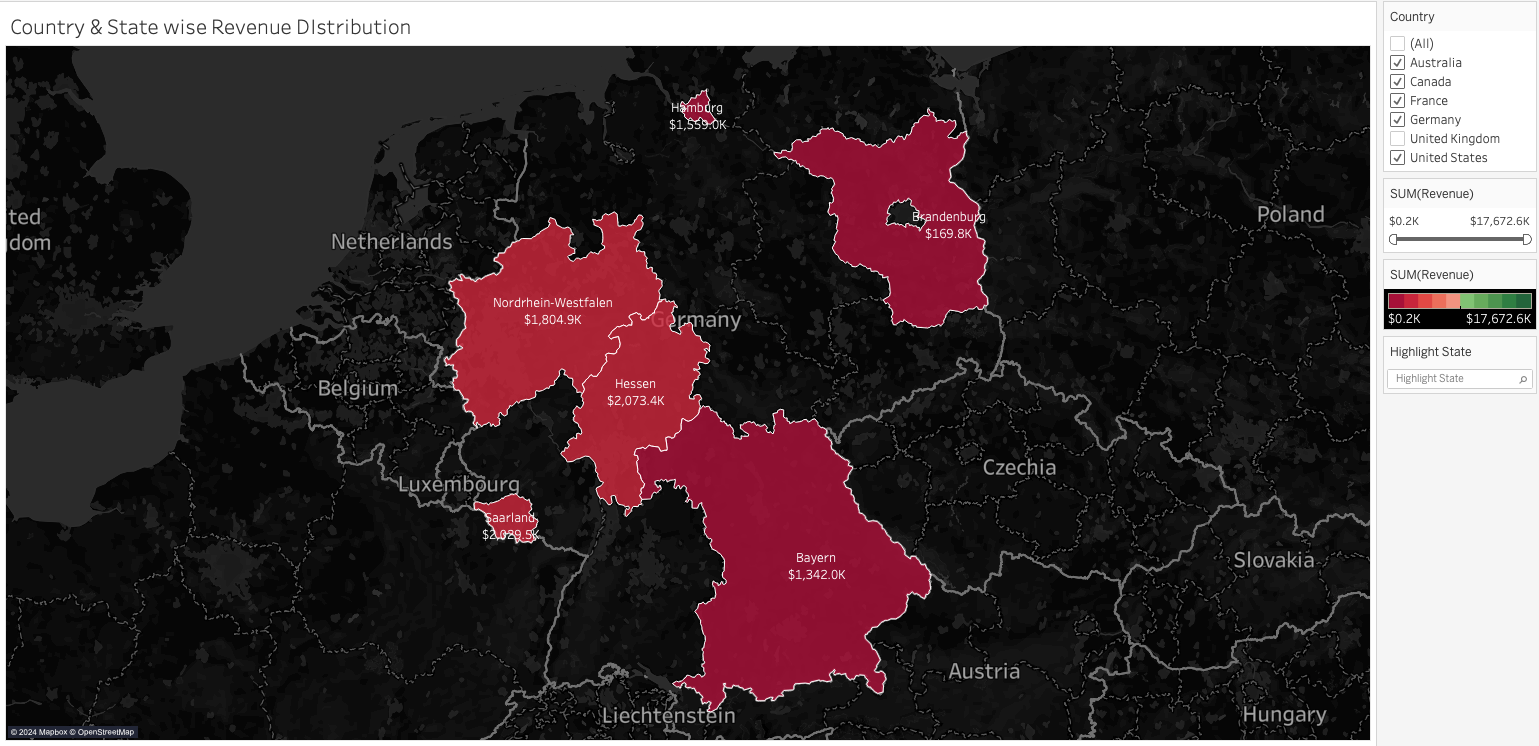 Country & State wise Revenue DIstribution
Hamburg
$1,559.0K
Brandenburg
$169.8K
ted
dom
Poland
Netherlands
Nordrhein-Westfalen
$1,804.9K
Germany
Belgium
Hessen
$2,073.4K
Czechia
Luxembourg
Saarland
$2,029.5K
Slovakia
Bayern
$1,342.0K
Austria
Liechtenstein
Hungary
© 2024 Mapbox © OpenStreetMap
Country
(All)
Australia
Canada
France
Germany
United Kingdom
United States
SUM(Revenue)
$0.2K $17,672.6K
SUM(Revenue)
$0.2K $17,672.6K
Highlight State
Highlight State